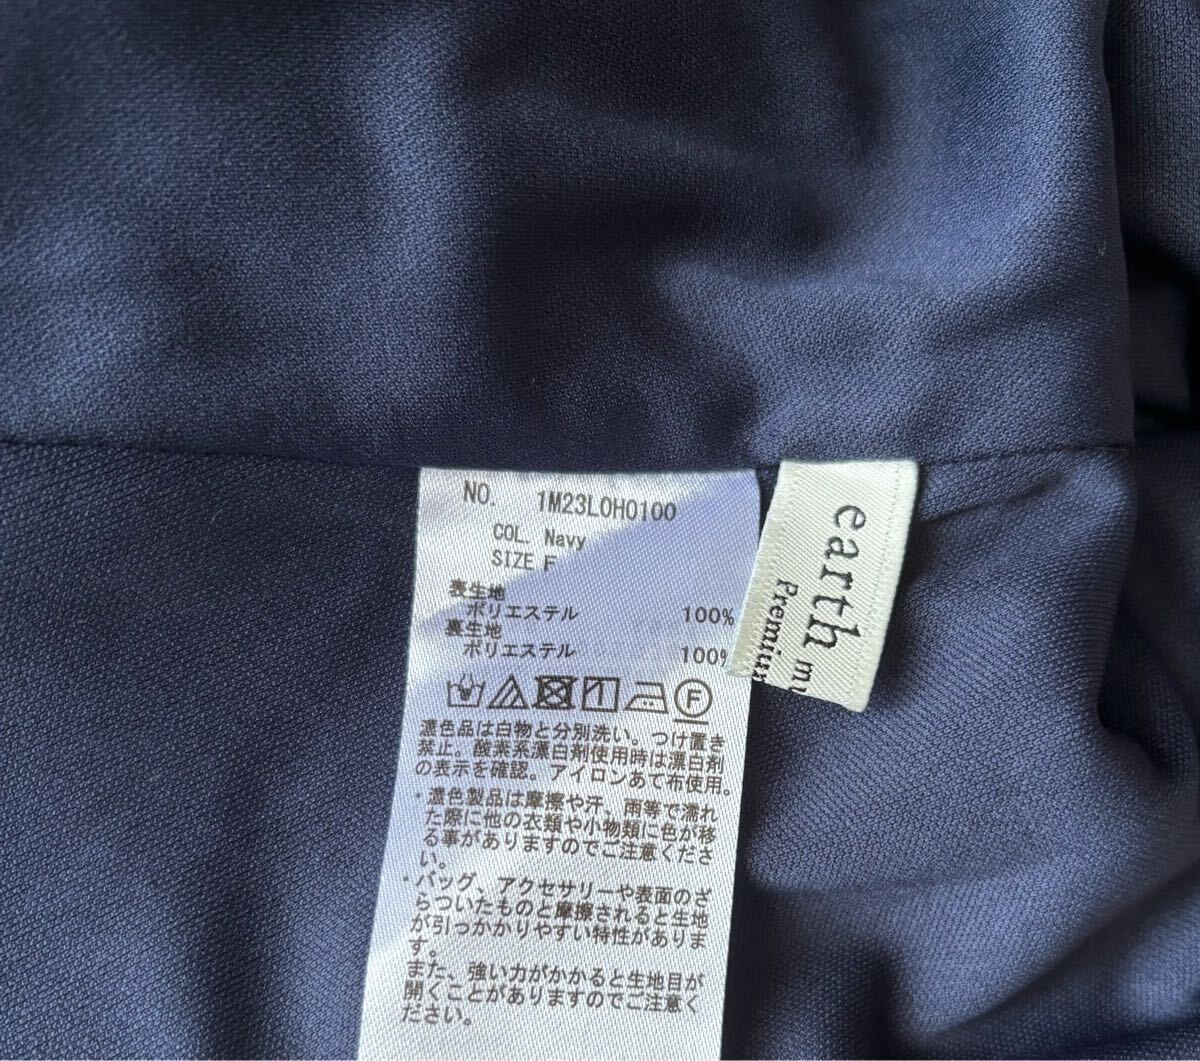 NO. 1M23L0H0100
COL. Navy
SIZE F
表生地
ポリエステル 100%
裏生地
ポリエステル 100%
F
濃色品は白物と分別洗い。つけ置き
禁止。酸素系漂白剤使用時は漂白剤
の表示を確認。アイロンあて布使用。
・濃色製品は摩擦や汗、雨等で濡れ
た際に他の衣類や小物類に色が移
る事がありますのでご注意くださ
い。
・バッグ、アクセサリーや表面のざ
らついたものと摩擦されると生地
が引っかかりやすい特性がありま
す。
また、強い力がかかると生地目が
開くことがありますのでご注意く
ださい。
earth
Premium